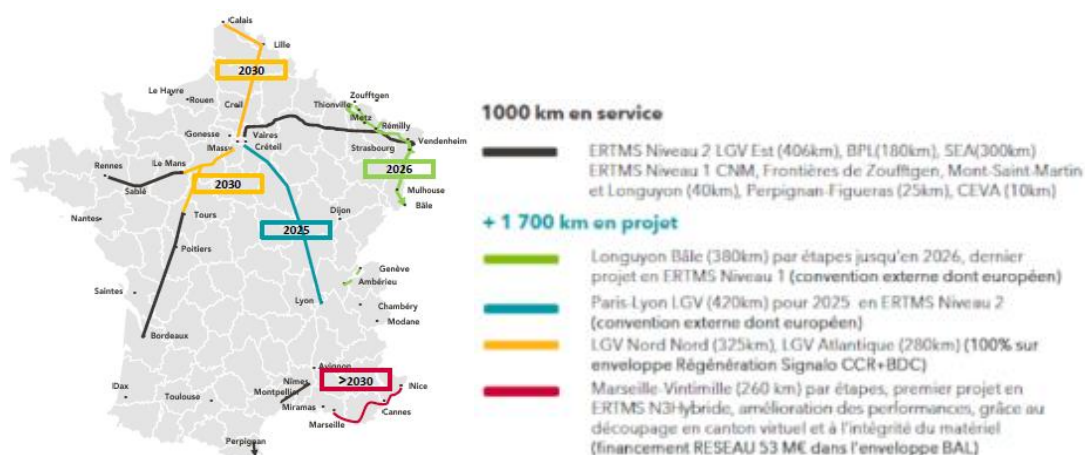 Calais
Lille
2030
Le Havre
Rouen
Creil
Thionville
Zoufftgen
Metz
Rémilly
Gonesse
Vaires
Vendenheim
Massy
Créteil
Strasbourg
Rennes
Le Mans
2026
Sablé
2030
Mulhouse
Nantes
Tours
Dijon
Bâle
2025
Poitiers
Genève
Saintes
Ambérieu
Lyon
Chambéry
Modane
Bordeaux
Avignon
Dax
Nîmes
>2030
Nice
Toulouse
Montpellier
Miramas
Cannes
Marseille
Perpignan
1000 km en service
ERTMS Niveau 2 LGV Est (406km), BPL(180km), SEA(300km)
ERTMS Niveau 1 CNM, Frontières de Zoufftgen, Mont-Saint-Martin
et Longuyon (40km), Perpignan-Figueras (25km), CEVA (10km)
+ 1 700 km en projet
Longuyon Bâle (380km) par étapes jusqu'en 2026, dernier
projet en ERTMS Niveau 1 (convention externe dont européen)
Paris-Lyon LGV (420km) pour 2025 en ERTMS Niveau 2
(convention externe dont européen)
LGV Nord Nord (325km), LGV Atlantique (280km) (100% sur
enveloppe Régénération Signalo CCR+BDC)
Marseille-Vintimille (260 km) par étapes, premier projet en
ERTMS N3Hybride, amélioration des performances, grâce au
découpage en canton virtuel et à l'intégrité du matériel
(financement RESEAU 53 M€ dans l'enveloppe BAL)